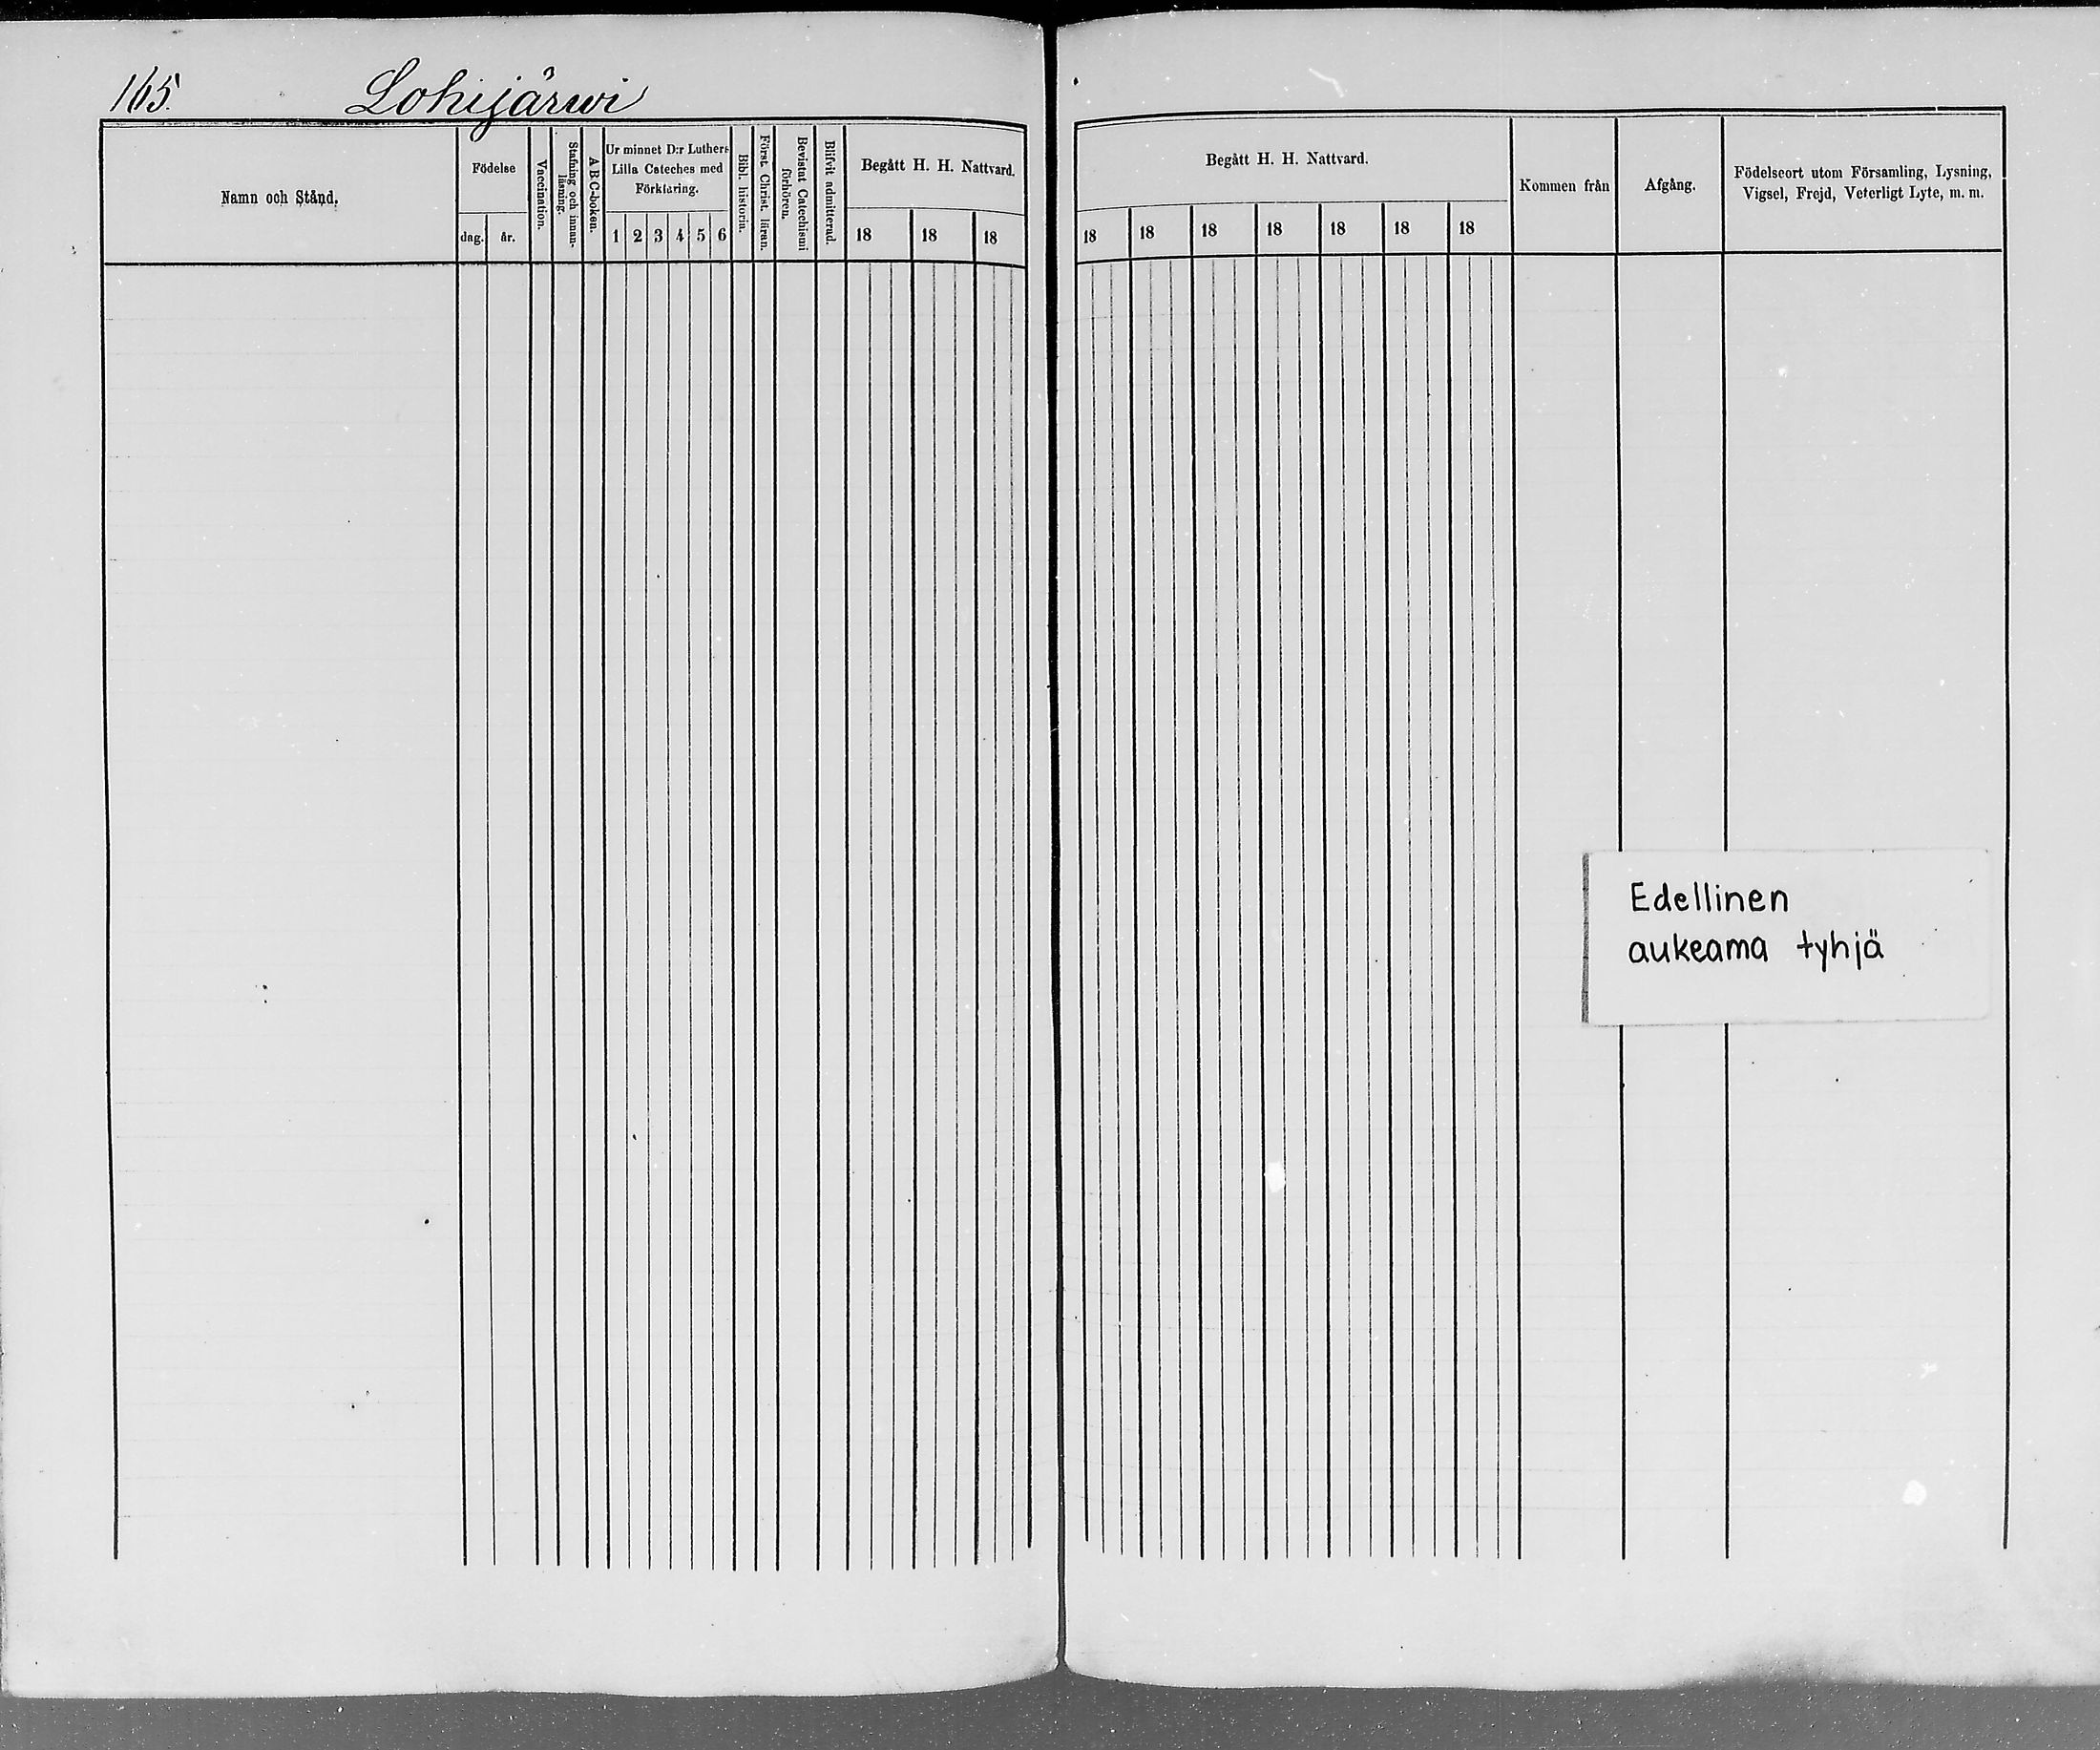 165.
Lohijärwi
Namn och Stånd.
Födelse
dag.
år.
Vaccination.
Stafning och innan-
läsning.
ABC-boken.
Ur minnet D:r Luthers
Lilla Cateches med
Förklaring.
1 2 3 4 5 6
Bibl. historia.
Först. Christ. läran.
Bevistat Catechismi
förhören.
Blifvit admitterad.
Begått H. H. Nattvard.
18 18 18
Begått H. H. Nattvard.
18 18 18 18 18 18 18
Kommen från
Afgång.
Födelseort utom Församling, Lysning,
Vigsel, Frejd, Veterligt Lyte, m. m.
Edellinen
aukeama tyhjä